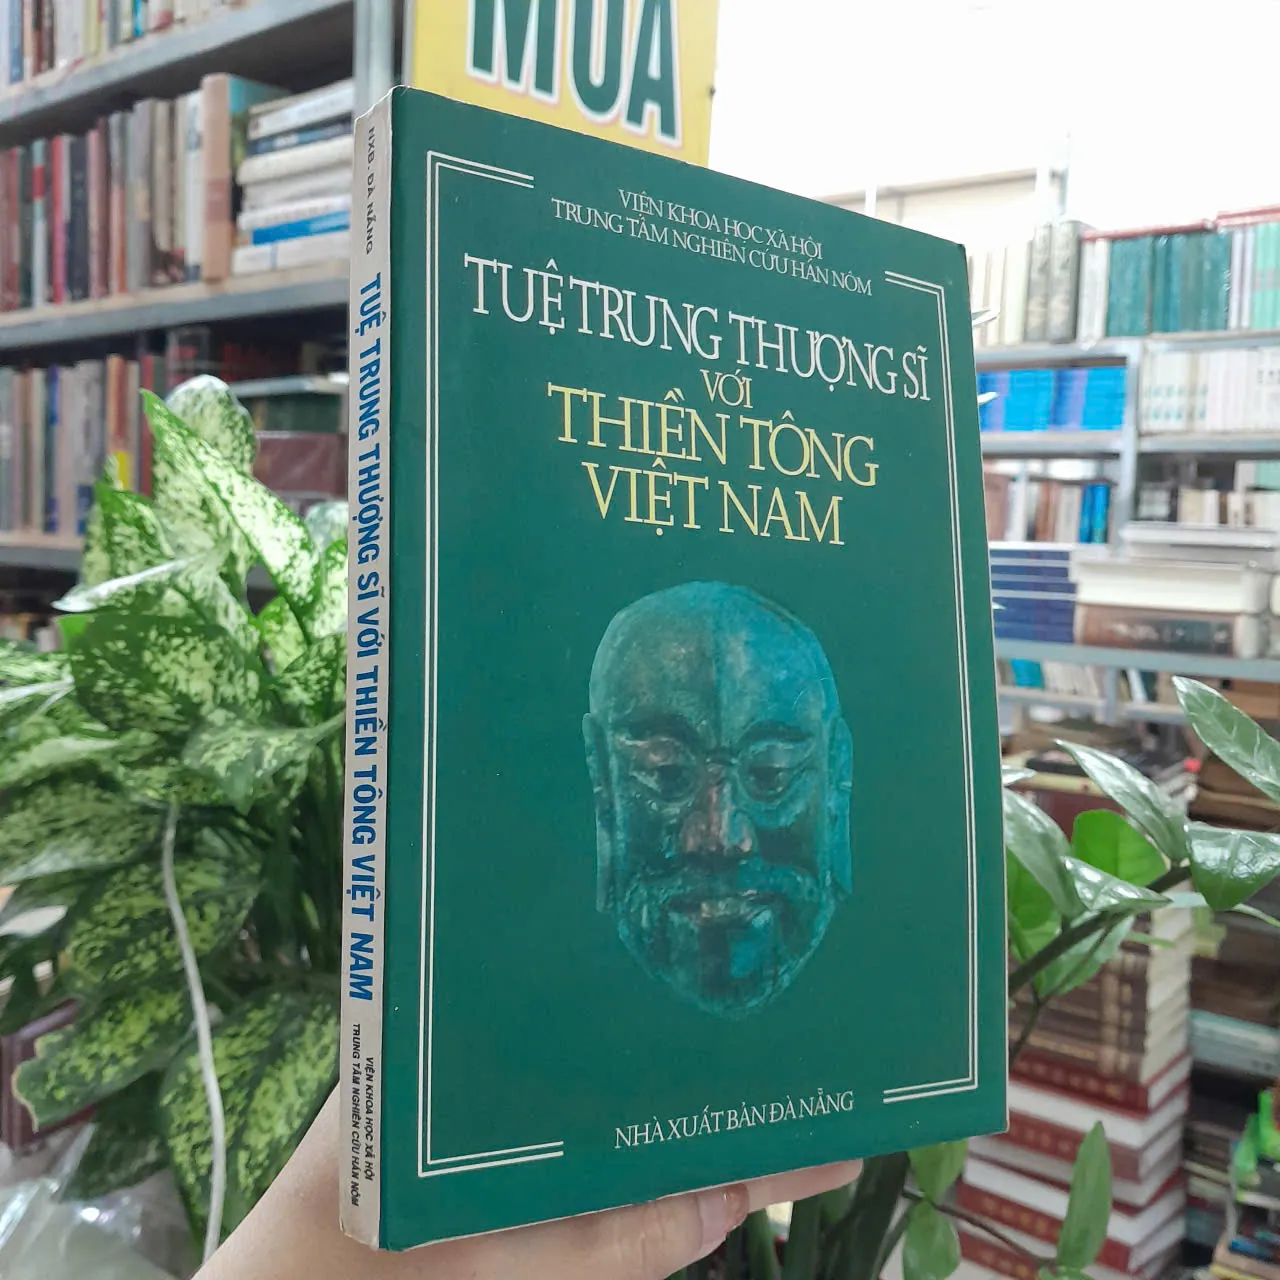 MUA
VIỆN KHOA HỌC XÃ HỘI
TRUNG TÂM NGHIÊN CỨU HÁN NÔM
TUỆ TRUNG THƯỢNG SĨ
VỚI
THIỀN TÔNG
VIỆT NAM
NHÀ XUẤT BẢN ĐÀ NẴNG
NXB. ĐÀ NẴNG
TUỆ TRUNG THƯỢNG SĨ VỚI THIỀN TÔNG VIỆT NAM
VIỆN KHOA HỌC XÃ HỘI
TRUNG TÂM NGHIÊN CỨU HÁN NÔM